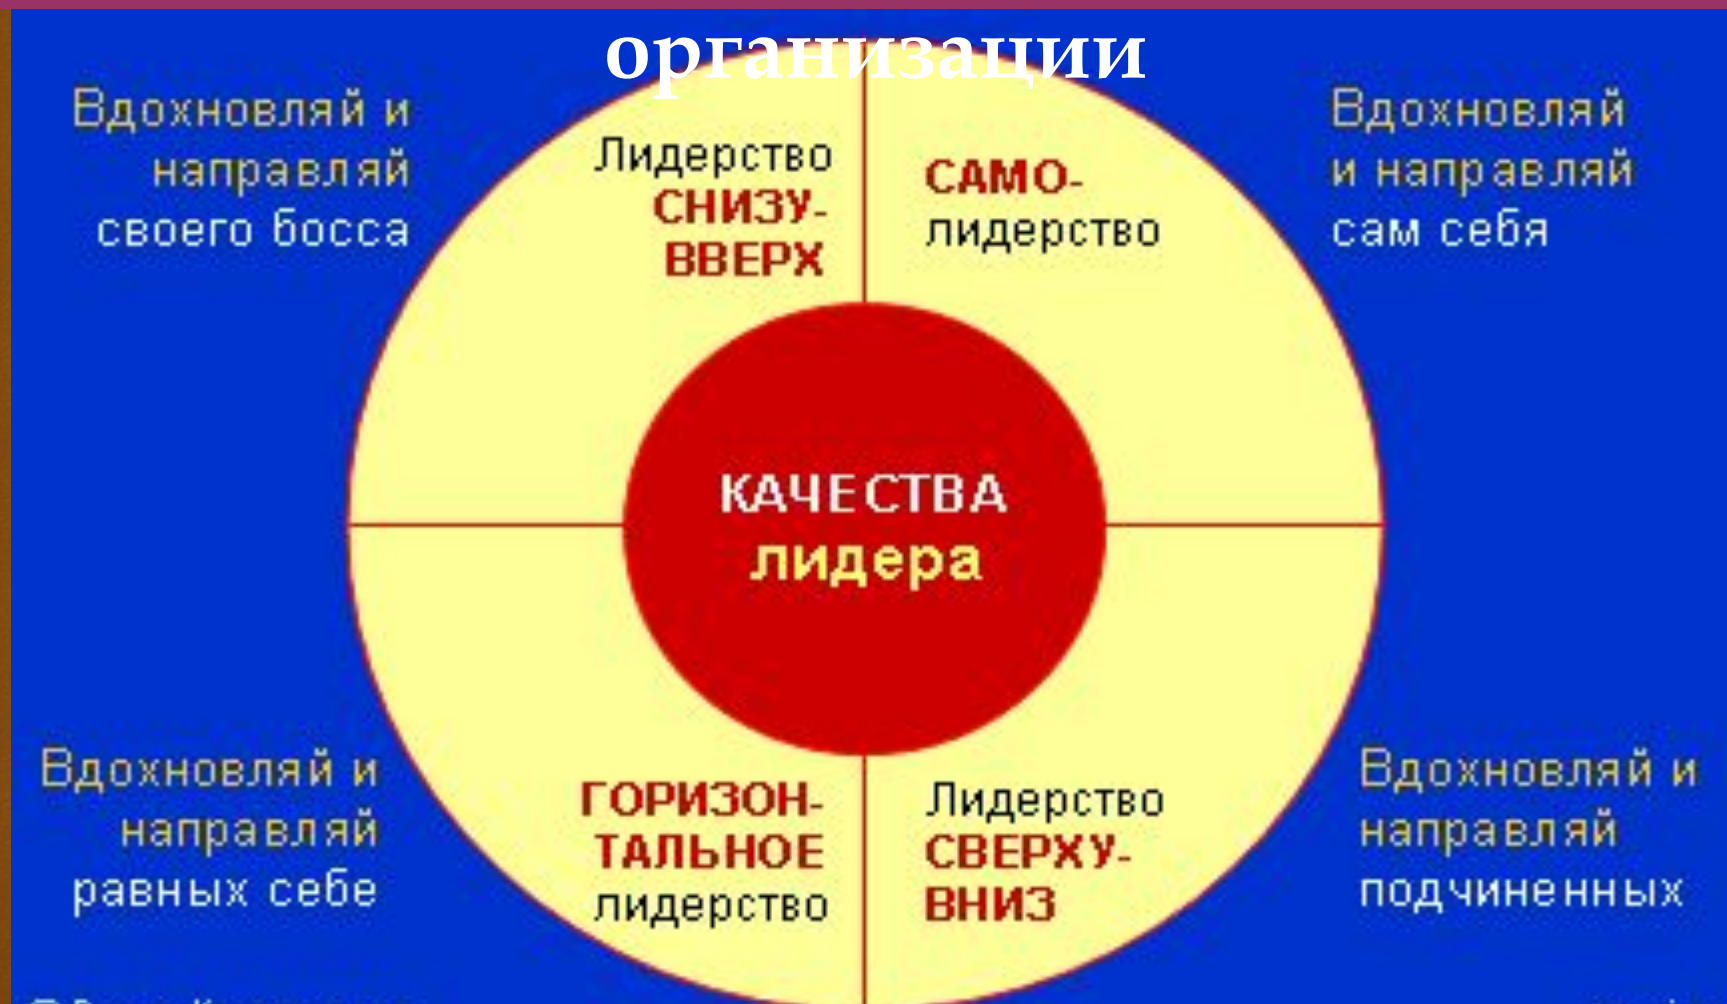 организации
Вдохновляй и
направляй
своего босса
Лидерство
СНИЗУ-
ВВЕРХ
САМО-
лидерство
Вдохновляй
и направляй
сам себя
КАЧЕСТВА
лидера
Вдохновляй и
направляй
равных себе
ГОРИЗОН-
ТАЛЬНОЕ
лидерство
Лидерство
СВЕРХУ-
ВНИЗ
Вдохновляй и
направляй
подчиненных